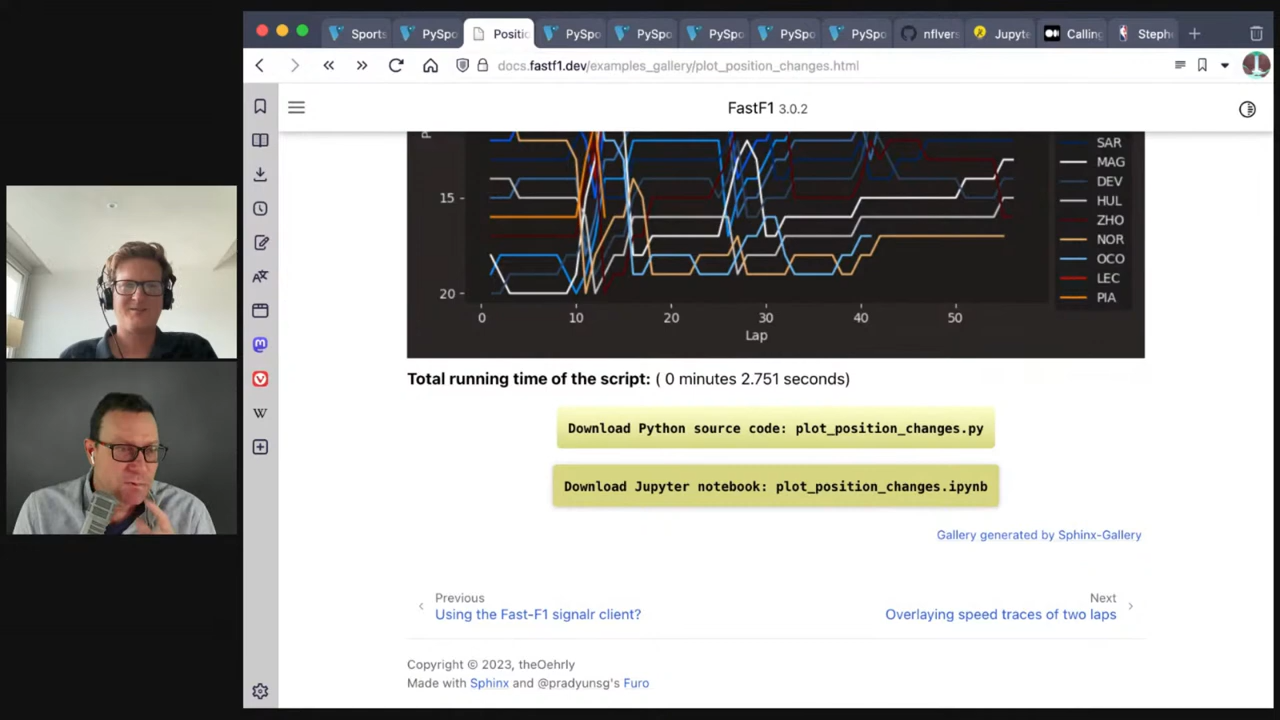 Sports
PySpo
Positio
PySpo
PySpo
PySpo
PySpo
PySpo
nflvers
Jupyte
Calling
Steph
docs.fastf1.dev/examples_gallery/plot_position_changes.html
FastF1 3.0.2
15
20
0
10
20
30
40
50
Lap
SAR
MAG
DEV
HUL
ZHO
NOR
OCO
LEC
PIA
Total running time of the script: ( 0 minutes 2.751 seconds)
Download Python source code: plot_position_changes.py
Download Jupyter notebook: plot_position_changes.ipynb
Gallery generated by Sphinx-Gallery
Previous
Using the Fast-F1 signalr client?
Next
Overlaying speed traces of two laps
Copyright © 2023, theOehrly
Made with Sphinx and @pradyunsg's Furo